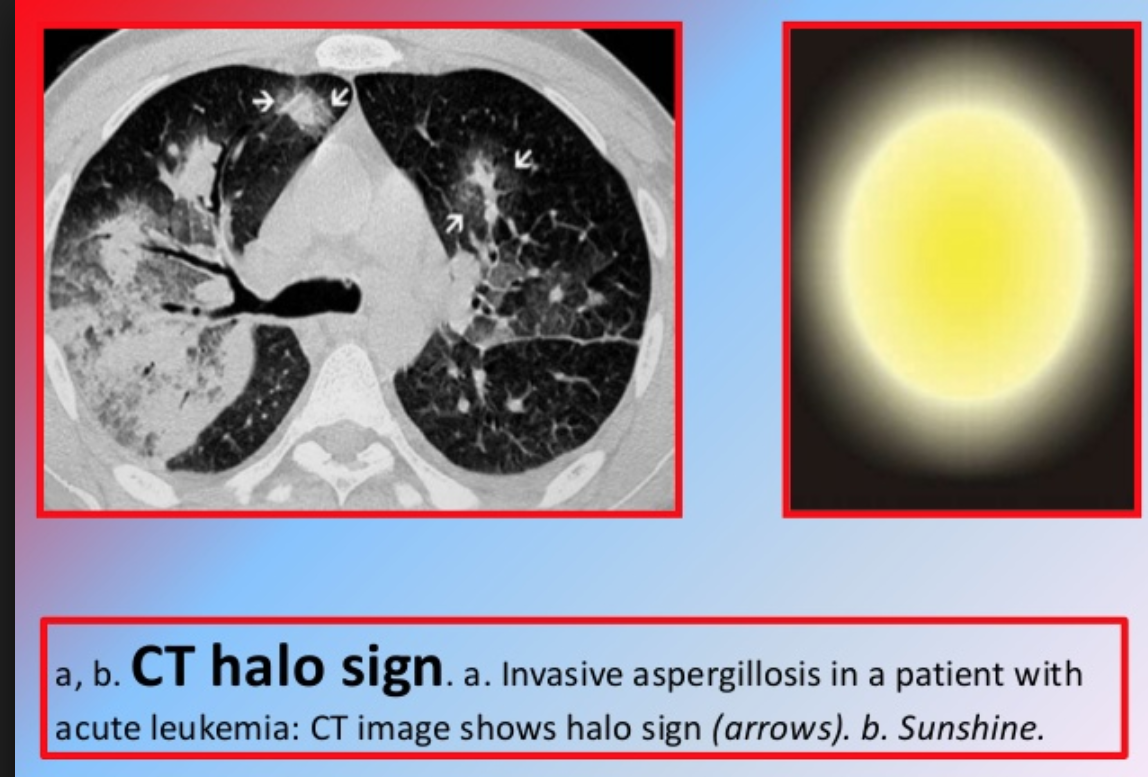 a, b. CT halo sign. a. Invasive aspergillosis in a patient with
acute leukemia: CT image shows halo sign (arrows). b. Sunshine.